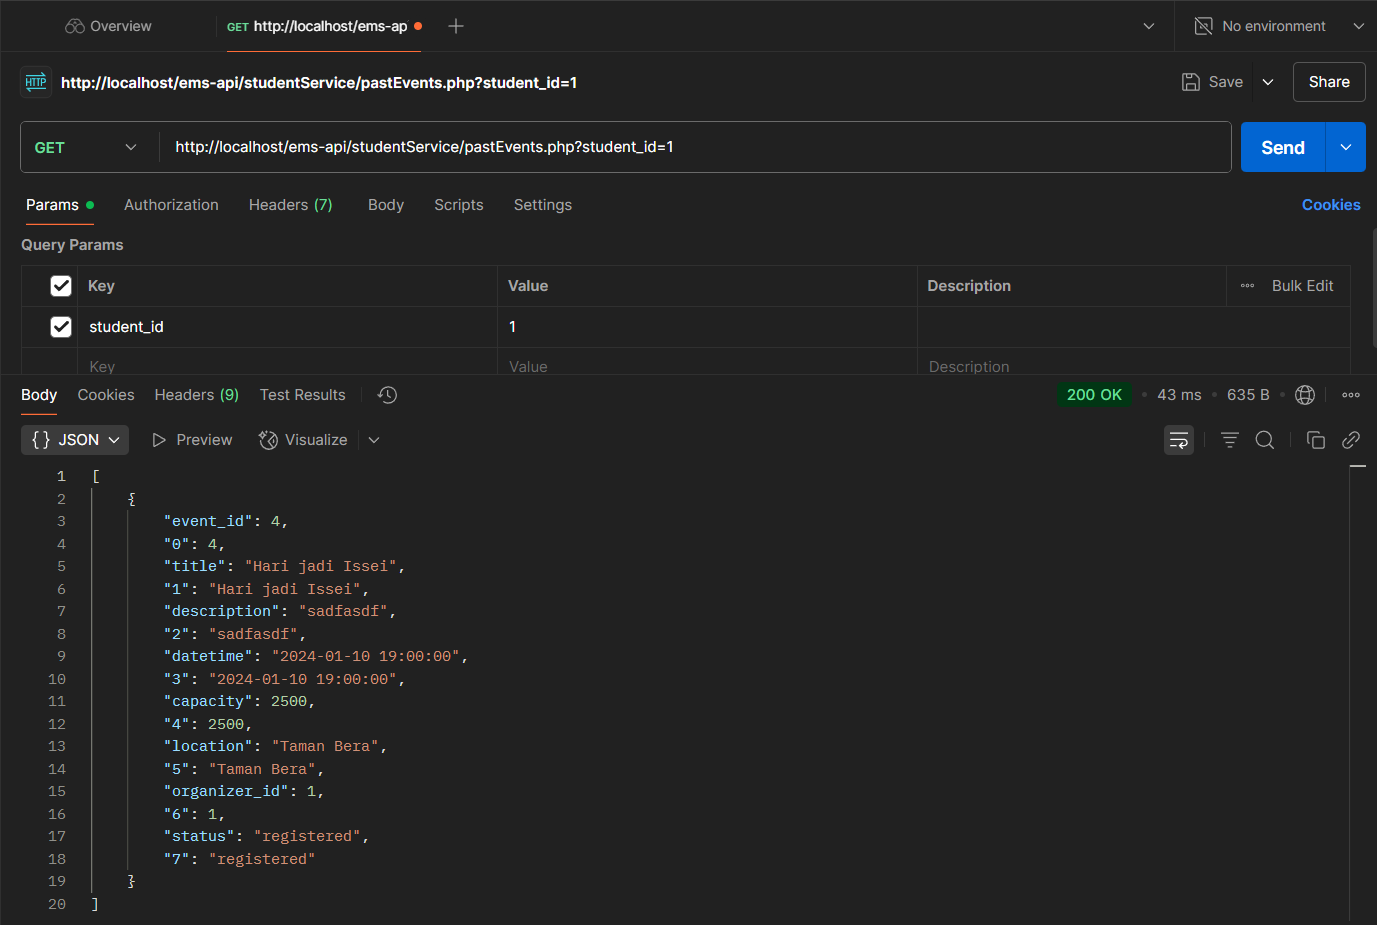 Overview
GET http://localhost/ems-ap
No environment
HTTP http://localhost/ems-api/studentService/pastEvents.php?student_id=1
Save
Share
GET http://localhost/ems-api/studentService/pastEvents.php?student_id=1
Send
Params Authorization Headers (7) Body Scripts Settings Cookies
Query Params
Key Value Description Bulk Edit
student_id 1
Key Value Description
Body Cookies Headers (9) Test Results 200 OK 43 ms 635 B
{} JSON Preview Visualize
1 [
2 {
3 "event_id": 4,
4 "0": 4,
5 "title": "Hari jadi Issei",
6 "1": "Hari jadi Issei",
7 "description": "sadfasdf",
8 "2": "sadfasdf",
9 "datetime": "2024-01-10 19:00:00",
10 "3": "2024-01-10 19:00:00",
11 "capacity": 2500,
12 "4": 2500,
13 "location": "Taman Bera",
14 "5": "Taman Bera",
15 "organizer_id": 1,
16 "6": 1,
17 "status": "registered",
18 "7": "registered"
19 }
20 ]